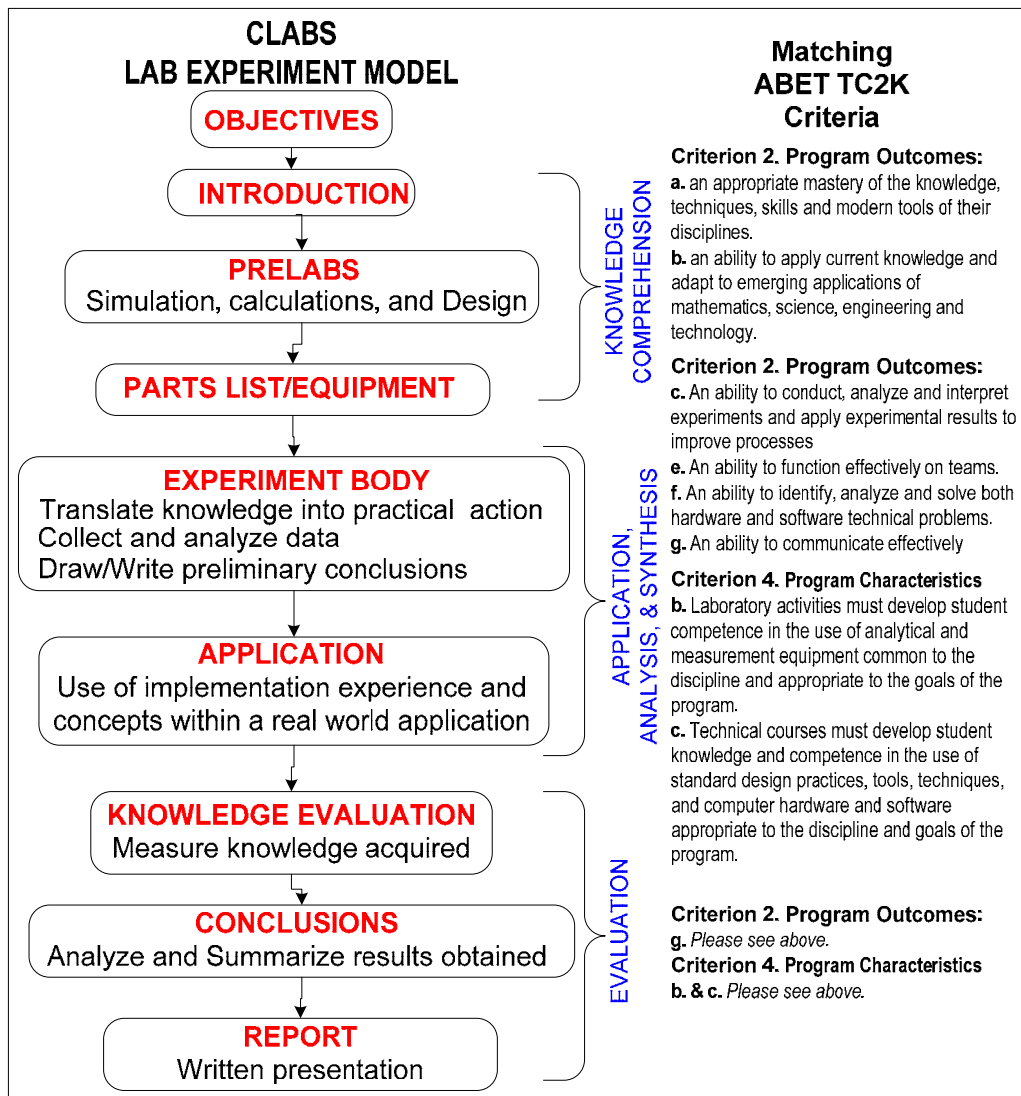 CLABS
LAB EXPERIMENT MODEL
OBJECTIVES
INTRODUCTION
PRELABS
Simulation, calculations, and Design
PARTS LIST/EQUIPMENT
EXPERIMENT BODY
Translate knowledge into practical action
Collect and analyze data
Draw/Write preliminary conclusions
APPLICATION
Use of implementation experience and
concepts within a real world application
KNOWLEDGE EVALUATION
Measure knowledge acquired
CONCLUSIONS
Analyze and Summarize results obtained
REPORT
Written presentation
KNOWLEDGE
COMPREHENSION
APPLICATION,
ANALYSIS, & SYNTHESIS
EVALUATION
Matching
ABET TC2K
Criteria
Criterion 2. Program Outcomes:
a. an appropriate mastery of the knowledge,
techniques, skills and modern tools of their
disciplines.
b. an ability to apply current knowledge and
adapt to emerging applications of
mathematics, science, engineering and
technology.
Criterion 2. Program Outcomes:
c. An ability to conduct, analyze and interpret
experiments and apply experimental results to
improve processes
e. An ability to function effectively on teams.
f. An ability to identify, analyze and solve both
hardware and software technical problems.
g. An ability to communicate effectively
Criterion 4. Program Characteristics
b. Laboratory activities must develop student
competence in the use of analytical and
measurement equipment common to the
discipline and appropriate to the goals of the
program.
c. Technical courses must develop student
knowledge and competence in the use of
standard design practices, tools, techniques,
and computer hardware and software
appropriate to the discipline and goals of the
program.
Criterion 2. Program Outcomes:
g. Please see above.
Criterion 4. Program Characteristics
b. & c. Please see above.